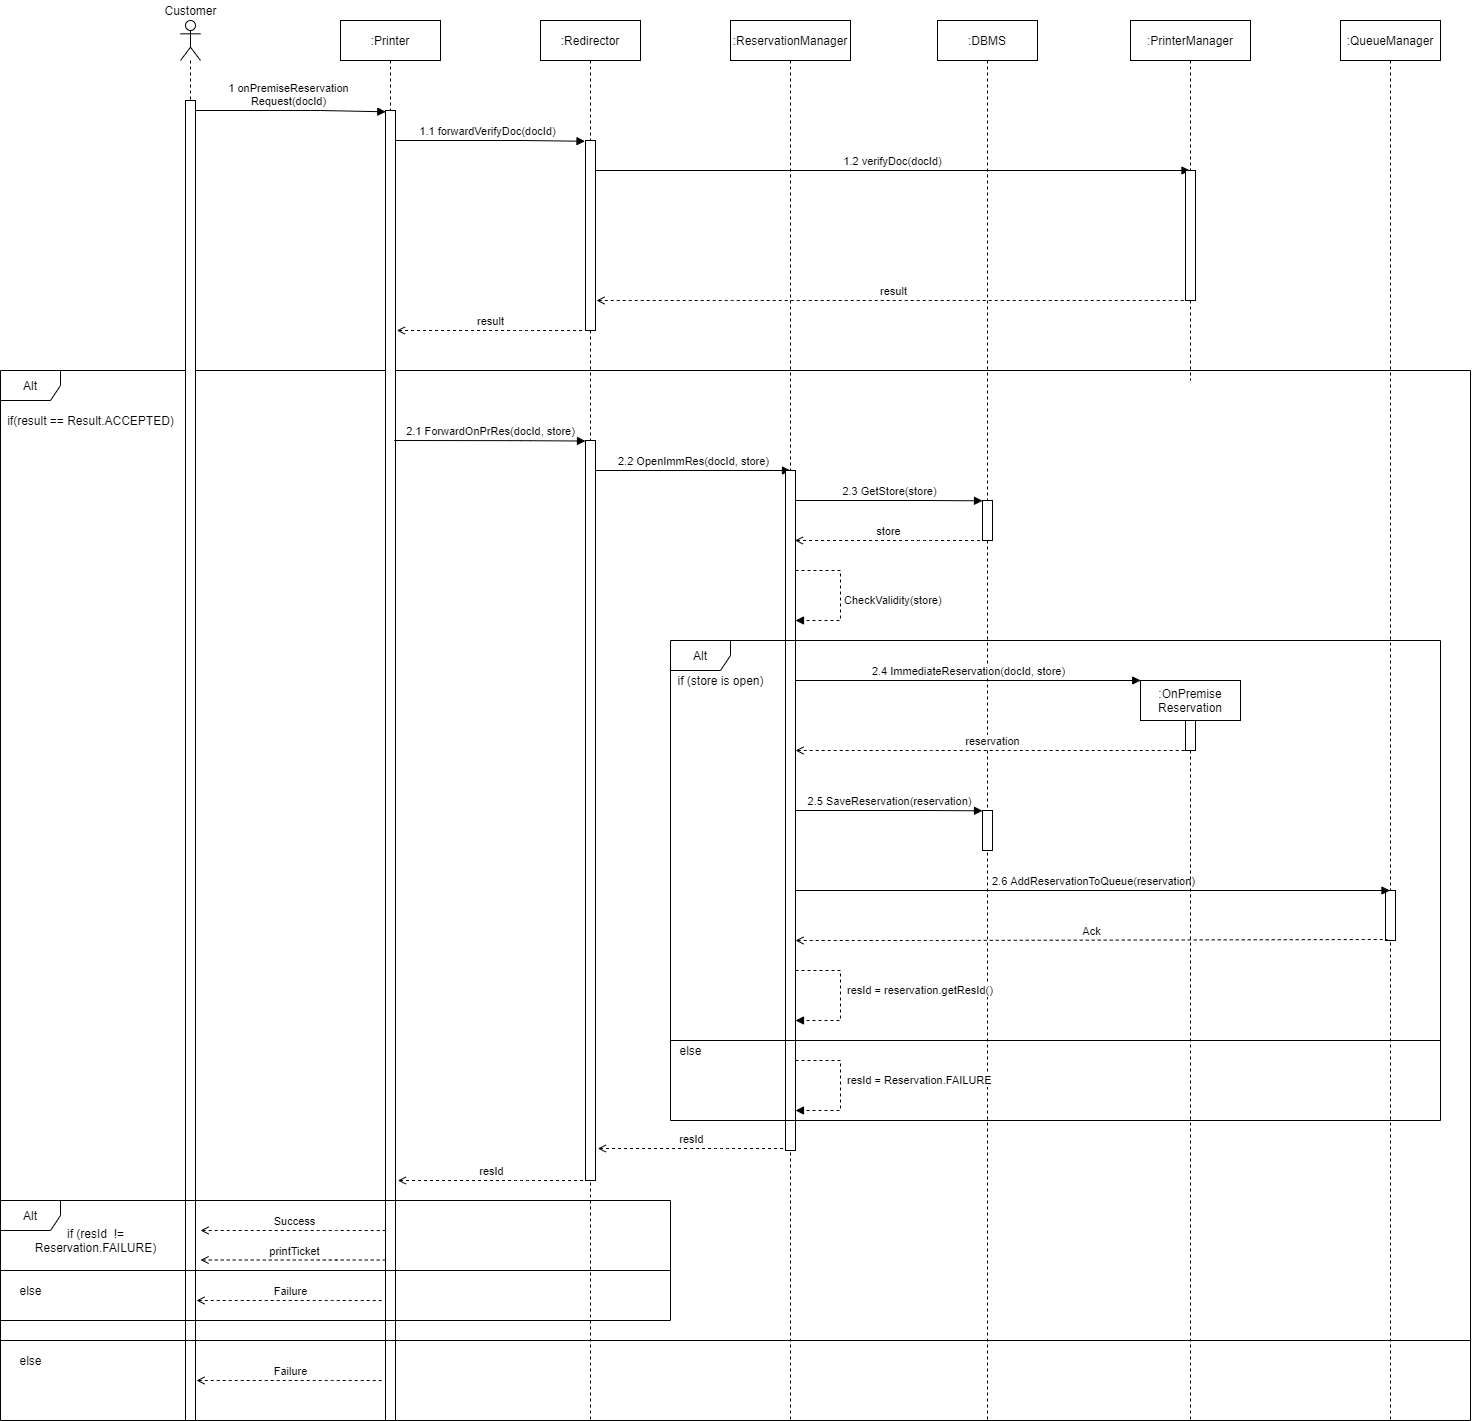 Customer
:Printer
:Redirector
:ReservationManager
:DBMS
:PrinterManager
:QueueManager
1 onPremiseReservation
Request(docId)
1.1 forwardVerifyDoc(docId)
1.2 verifyDoc(docId)
result
result
Alt
if(result == Result.ACCEPTED)
2.1 ForwardOnPrRes(docId, store)
2.2 OpenImmRes(docId, store)
2.3 GetStore(store)
store
CheckValidity(store)
Alt
if (store is open)
2.4 ImmediateReservation(docId, store)
:OnPremise
Reservation
reservation
2.5 SaveReservation(reservation)
2.6 AddReservationToQueue(reservation)
Ack
resId = reservation.getResId()
else
resId = Reservation.FAILURE
resId
resId
Alt
if (resId != 
Reservation.FAILURE)
Success
printTicket
else
Failure
else
Failure